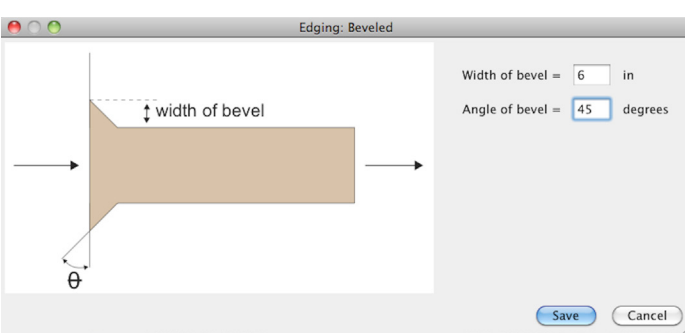 Edging: Beveled
width of bevel
θ
Width of bevel = 6 in
Angle of bevel = 45 degrees
Save Cancel